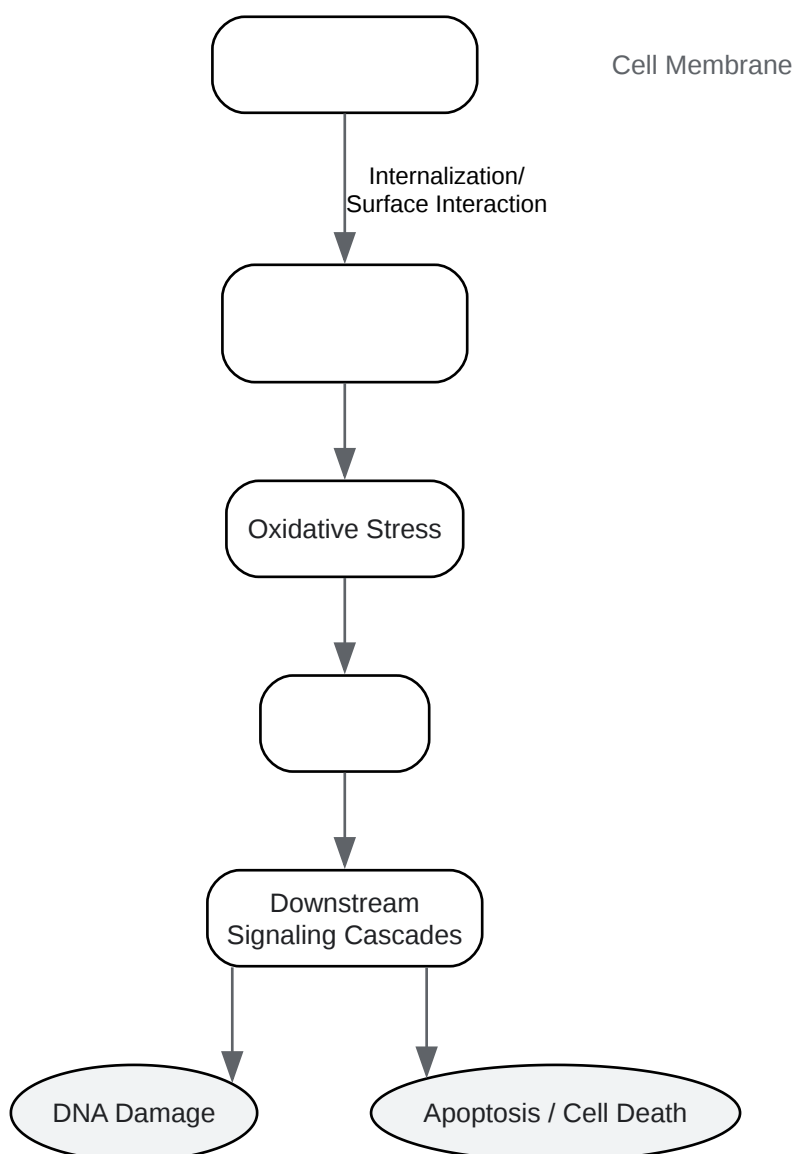 Cell Membrane
Internalization/
Surface Interaction
Oxidative Stress
Downstream
Signaling Cascades
DNA Damage
Apoptosis / Cell Death